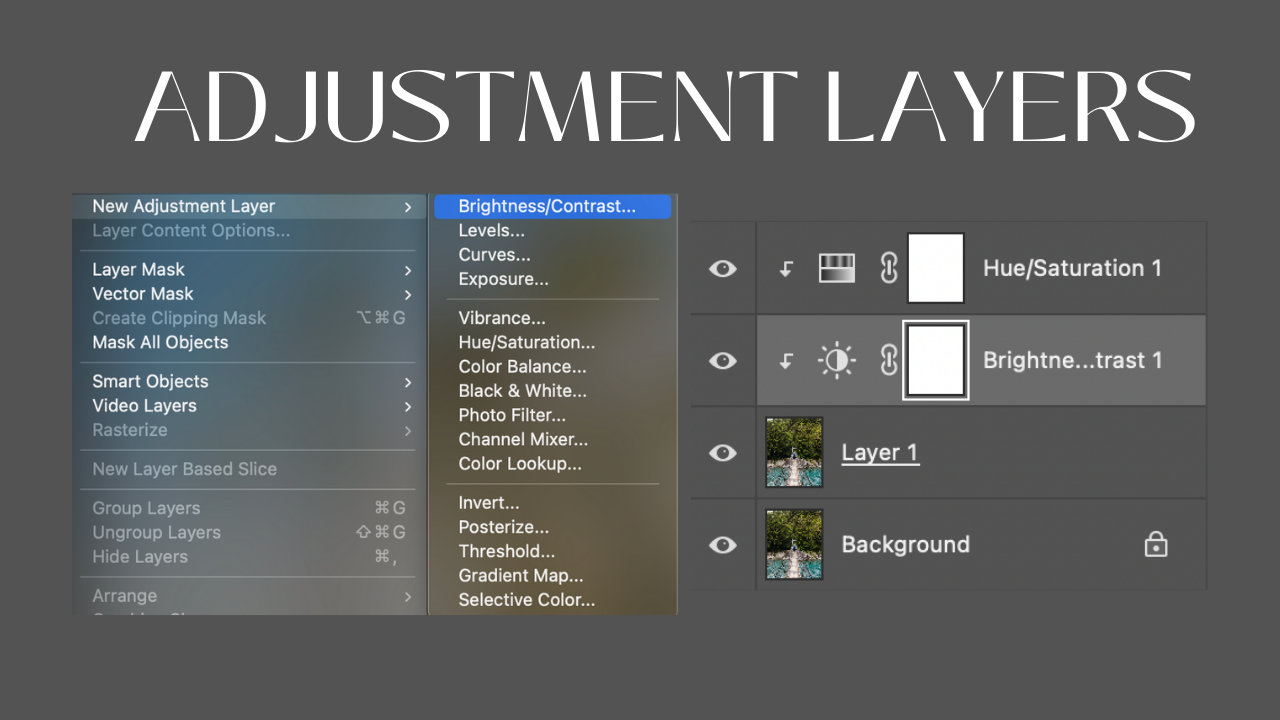 ADJUSTMENT LAYERS
New Adjustment Layer
Layer Content Options...
Layer Mask
Vector Mask
Create Clipping Mask ⌥⌘G
Mask All Objects
Smart Objects
Video Layers
Rasterize
New Layer Based Slice
Group Layers ⌘G
Ungroup Layers ⇧⌘G
Hide Layers ⌘,
Arrange
Brightness/Contrast...
Levels...
Curves...
Exposure...
Vibrance...
Hue/Saturation...
Color Balance...
Black & White...
Photo Filter...
Channel Mixer...
Color Lookup...
Invert...
Posterize...
Threshold...
Gradient Map...
Selective Color...
Hue/Saturation 1
Brightne...trast 1
Layer 1
Background